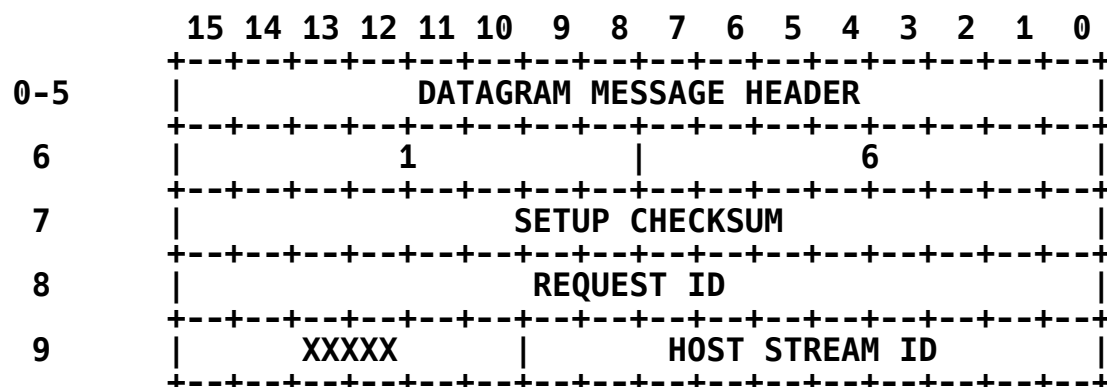 15 14 13 12 11 10 9 8 7 6 5 4 3 2 1 0
+--+--+--+--+--+--+--+--+--+--+--+--+--+--+--+--+
0-5 | DATAGRAM MESSAGE HEADER |
+--+--+--+--+--+--+--+--+--+--+--+--+--+--+--+--+
6 | 1 | 6 |
+--+--+--+--+--+--+--+--+--+--+--+--+--+--+--+--+
7 | SETUP CHECKSUM |
+--+--+--+--+--+--+--+--+--+--+--+--+--+--+--+--+
8 | REQUEST ID |
+--+--+--+--+--+--+--+--+--+--+--+--+--+--+--+--+
9 | XXXXX | HOST STREAM ID |
+--+--+--+--+--+--+--+--+--+--+--+--+--+--+--+--+